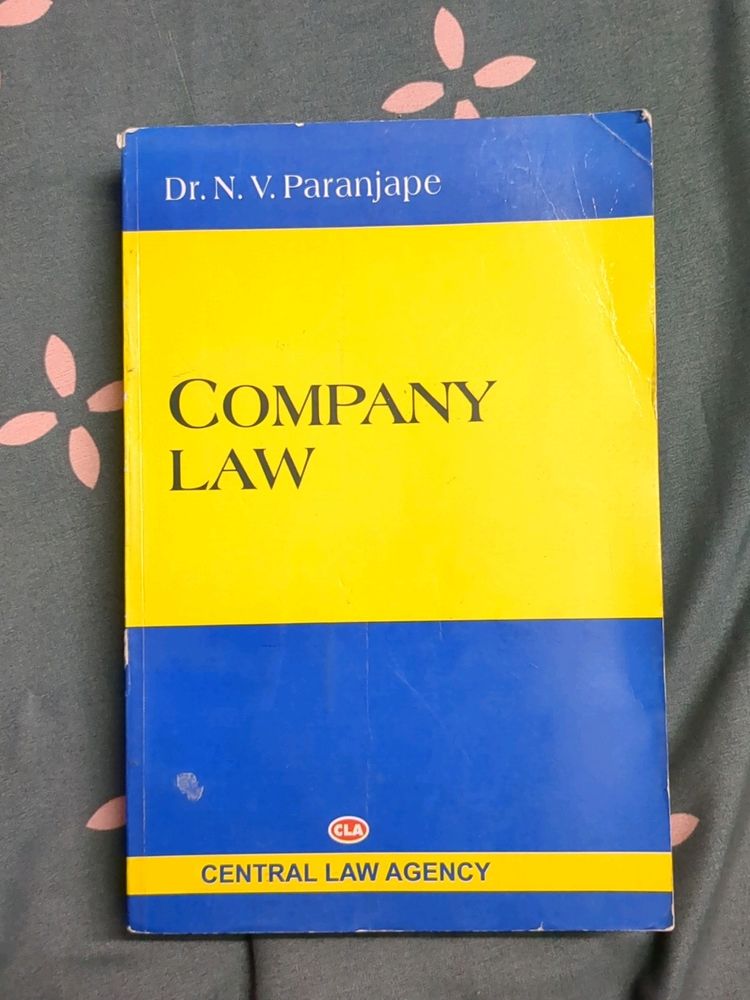 Dr. N. V. Paranjape
COMPANY
LAW
CLA
CENTRAL LAW AGENCY